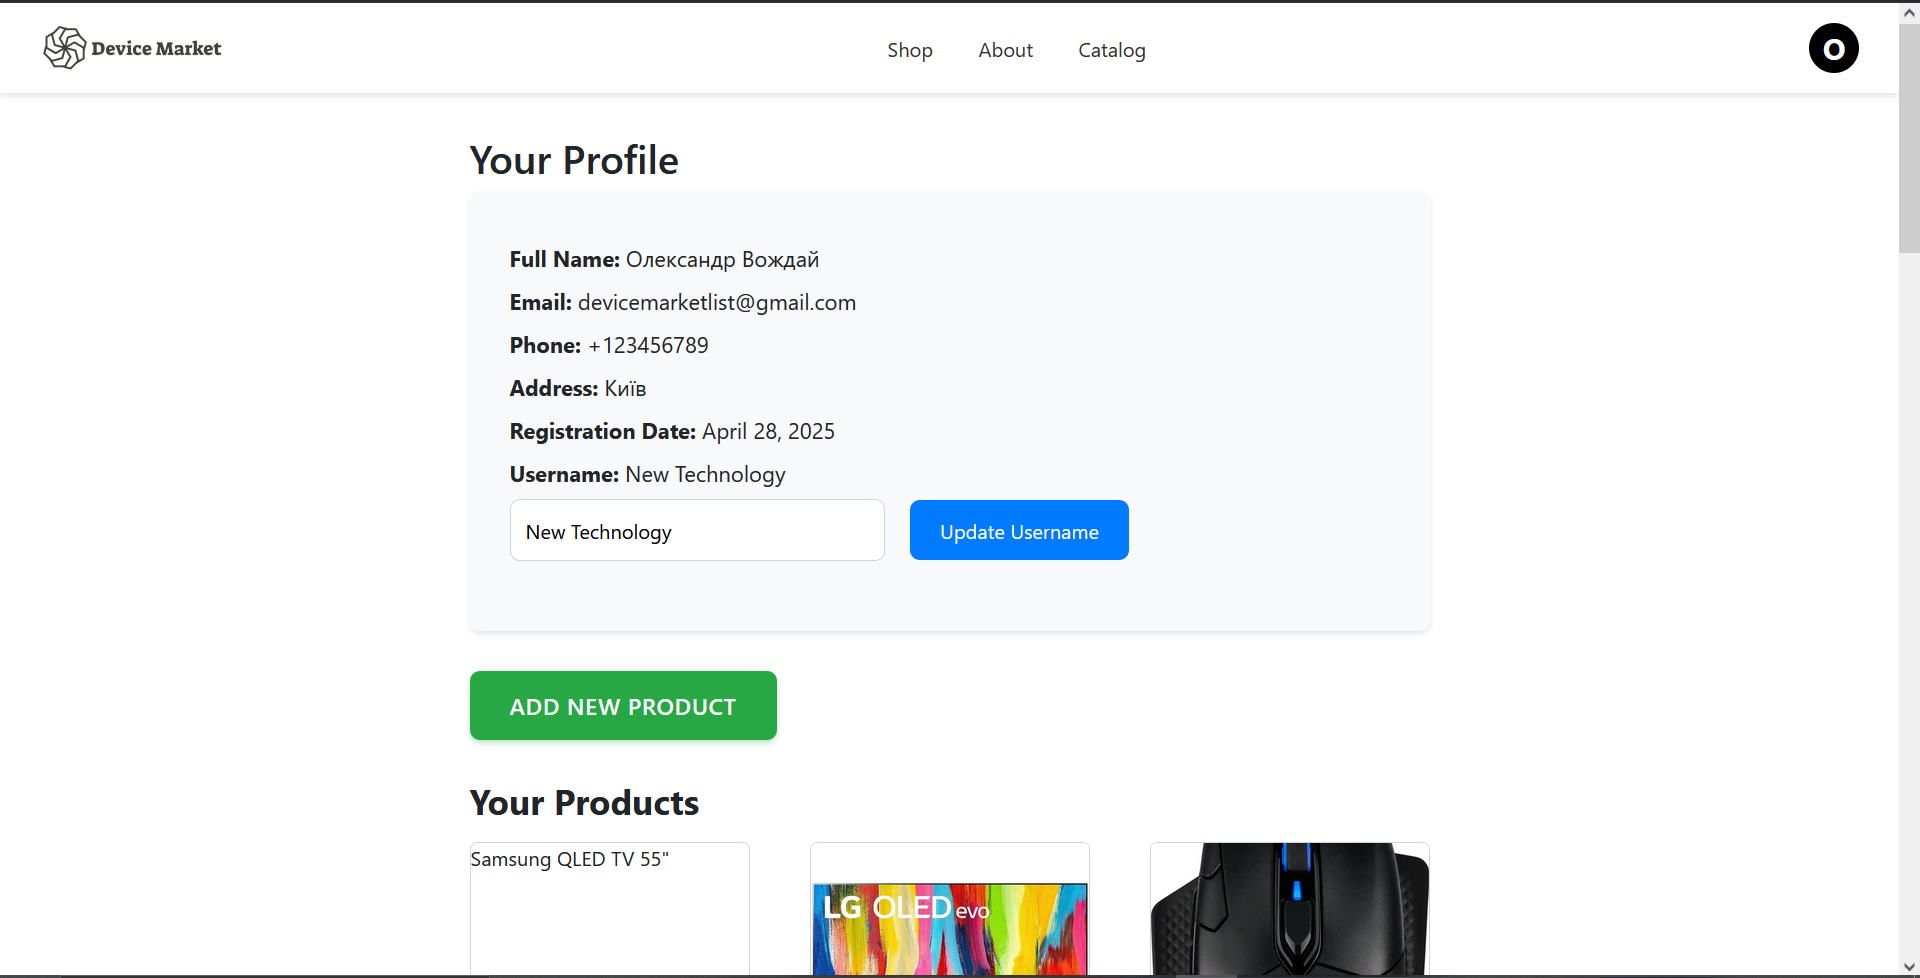 Device Market
Shop
About
Catalog
O
Your Profile
Full Name: Олександр Вождай
Email: devicemarketlist@gmail.com
Phone: +123456789
Address: Київ
Registration Date: April 28, 2025
Username: New Technology
New Technology
Update Username
ADD NEW PRODUCT
Your Products
Samsung QLED TV 55"
LG OLED evo